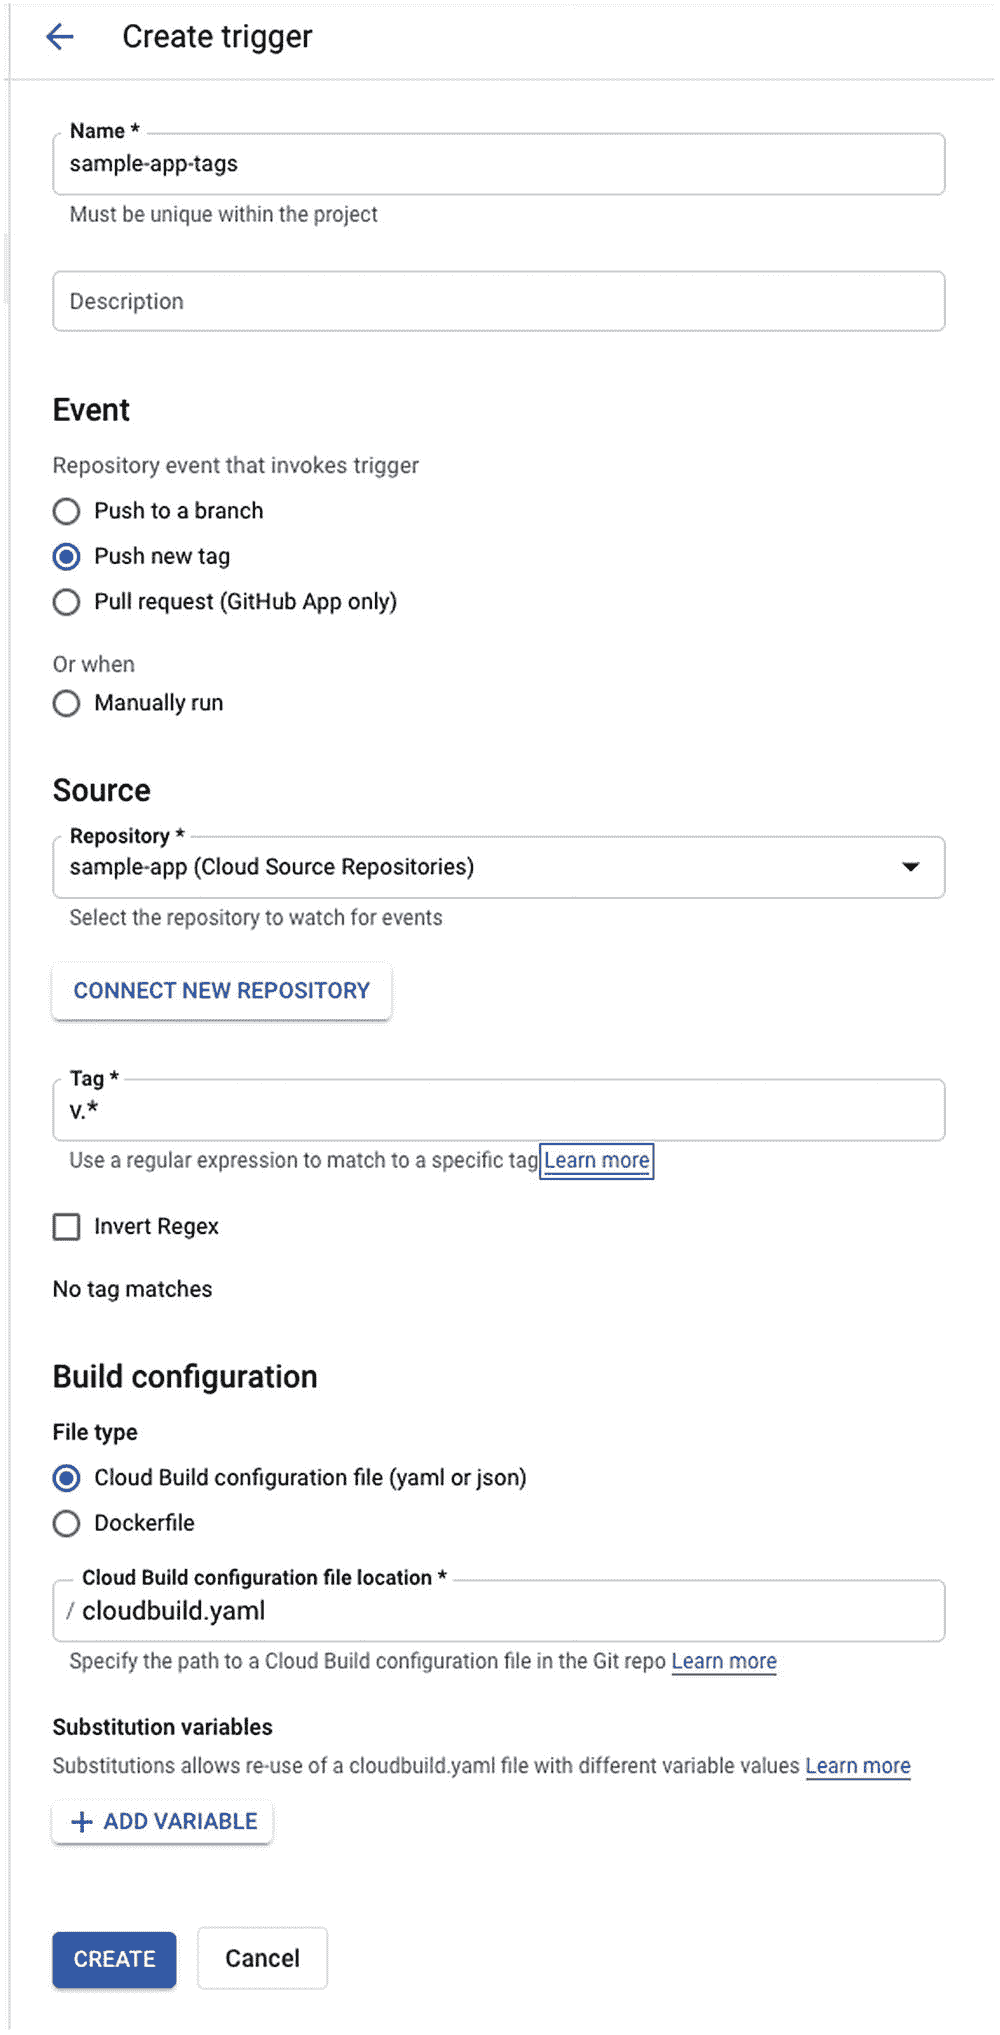 Create trigger
Name *
sample-app-tags
Must be unique within the project
Description
Event
Repository event that invokes trigger
Push to a branch
Push new tag
Pull request (GitHub App only)
Or when
Manually run
Source
Repository *
sample-app (Cloud Source Repositories)
Select the repository to watch for events
CONNECT NEW REPOSITORY
Tag *
v.*
Use a regular expression to match to a specific tag Learn more
Invert Regex
No tag matches
Build configuration
File type
Cloud Build configuration file (yaml or json)
Dockerfile
Cloud Build configuration file location *
/ cloudbuild.yaml
Specify the path to a Cloud Build configuration file in the Git repo Learn more
Substitution variables
Substitutions allows re-use of a cloudbuild.yaml file with different variable values Learn more
+ ADD VARIABLE
CREATE Cancel